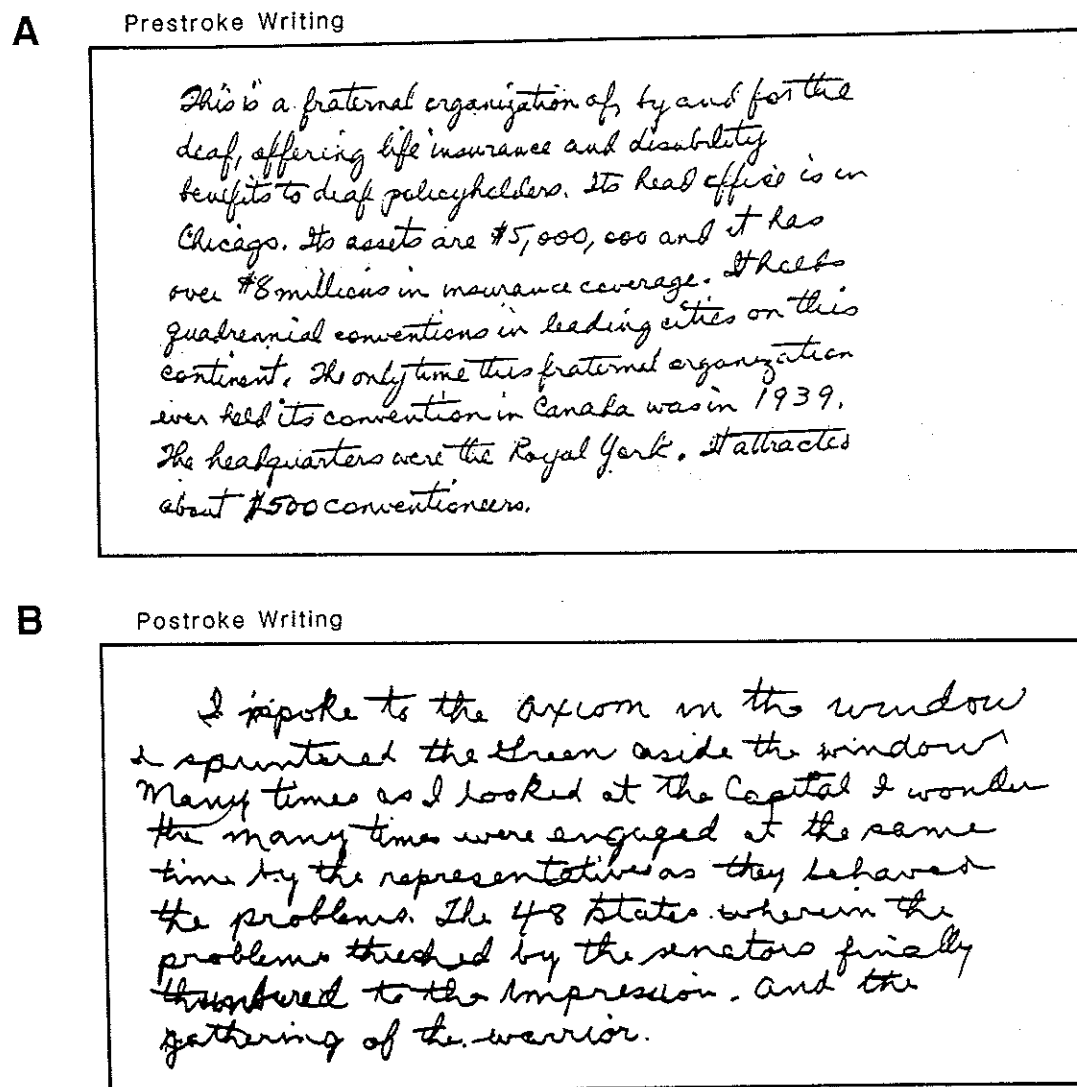 A
Prestroke Writing
This is a fraternal organization of, by and for the
deaf, offering life insurance and disability
benefits to deaf policyholders. Its head office is in
Chicago. Its assets are $5,000,000 and it has
over $8 millions in insurance coverage. It holds
quadrennial conventions in leading cities on this
continent. The only time this fraternal organization
ever held its convention in Canada was in 1939.
The headquarters were the Royal York. It attracted
about 500 conventioneers.
B
Postroke Writing
I spoke to the axiom in the window
I sprintered the Green aside the window
Many times as I looked at the Capital I wonder
the many times were engaged at the same
time by the representative as they behaved
the problems. The 48 States wherein the
problems threshed by the senators finally
to the impression. and the
gathering of the warrior.